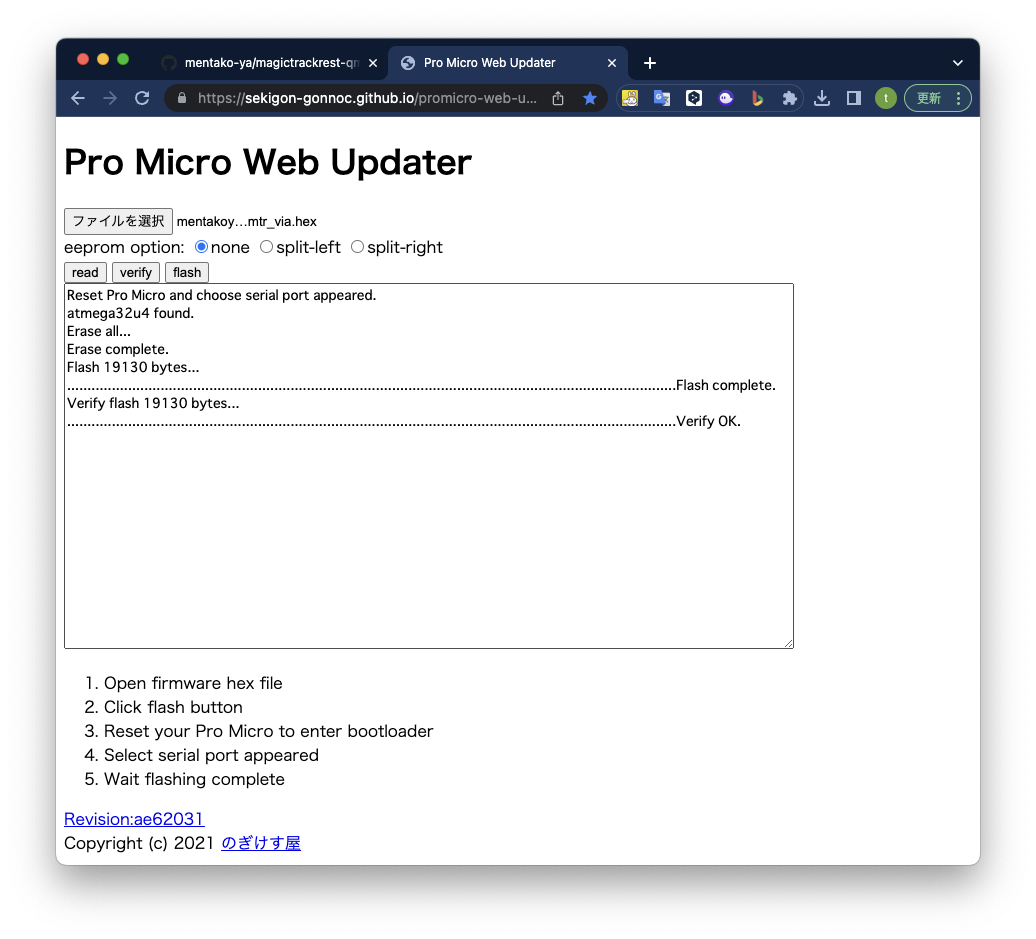 mentako-ya/magictrackrest-qm
Pro Micro Web Updater
https://sekigon-gonnoc.github.io/promicro-web-u...
t
更新
Pro Micro Web Updater
ファイルを選択 mentakoy…mtr_via.hex
eeprom option: none split-left split-right
read verify flash
Reset Pro Micro and choose serial port appeared.
atmega32u4 found.
Erase all...
Erase complete.
Flash 19130 bytes...
......................................................................................................................................................Flash complete.
Verify flash 19130 bytes...
......................................................................................................................................................Verify OK.
1. Open firmware hex file
2. Click flash button
3. Reset your Pro Micro to enter bootloader
4. Select serial port appeared
5. Wait flashing complete
Revision:ae62031
Copyright (c) 2021 のぎけす屋